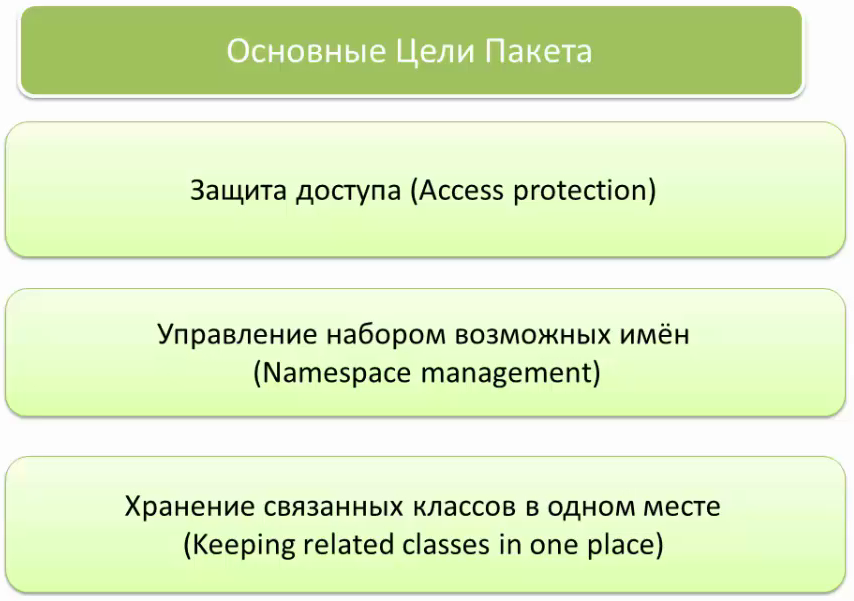 Основные Цели Пакета
Защита доступа (Access protection)
Управление набором возможных имён
(Namespace management)
Хранение связанных классов в одном месте
(Keeping related classes in one place)